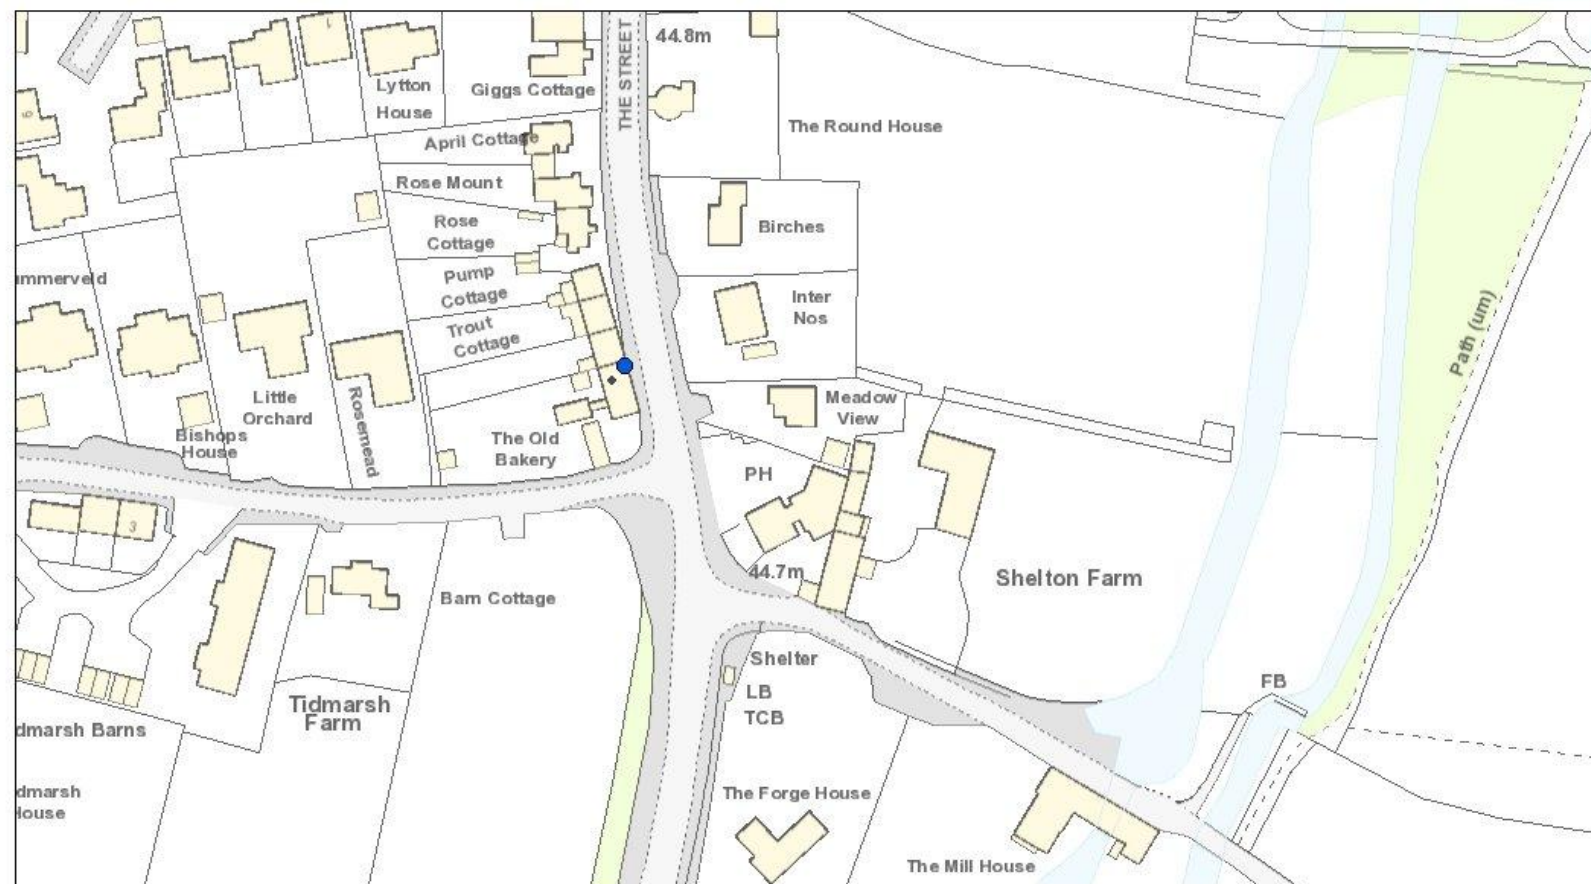 1
44.8m
THE STREET
Lytton
House
Giggs Cottage
9
The Round House
April Cottage
Rose Mount
Rose
Cottage
Birches
ummerveld
Pump
Cottage
Inter
Nos
Trout
Cottage
Path (um)
Little
Orchard
Rosemead
Meadow
View
Bishops
House
The Old
Bakery
PH
3
44.7m
Shelton Farm
Barn Cottage
Shelter
LB
TCB
FB
Tidmarsh
Farm
dmarsh Barns
dmarsh
House
The Forge House
The Mill House